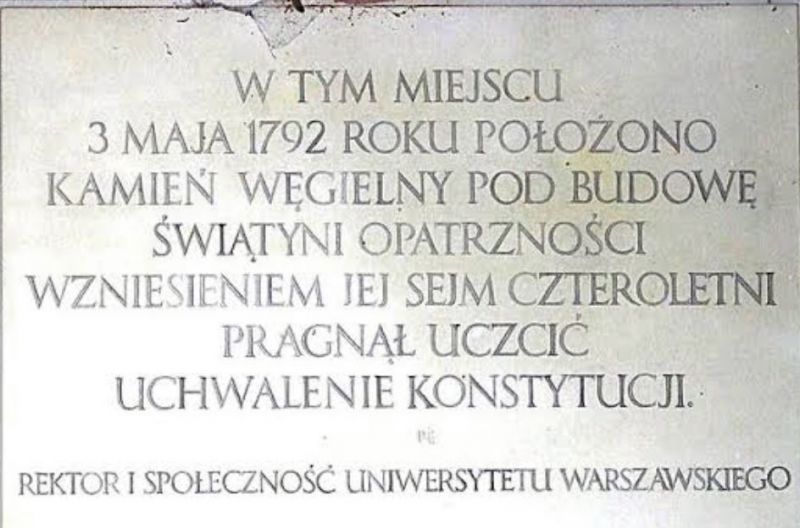 W TYM MIEJSCU
3 MAJA 1792 ROKU POŁOŻONO
KAMIEŃ WĘGIELNY POD BUDOWĘ
ŚWIĄTYNI OPATRZNOŚCI
WZNIESIENIEM JEJ SEJM CZTEROLETNI
PRAGNĄŁ UCZCIĆ
UCHWALENIE KONSTYTUCJI.
REKTOR I SPOŁECZNOŚĆ UNIWERSYTETU WARSZAWSKIEGO